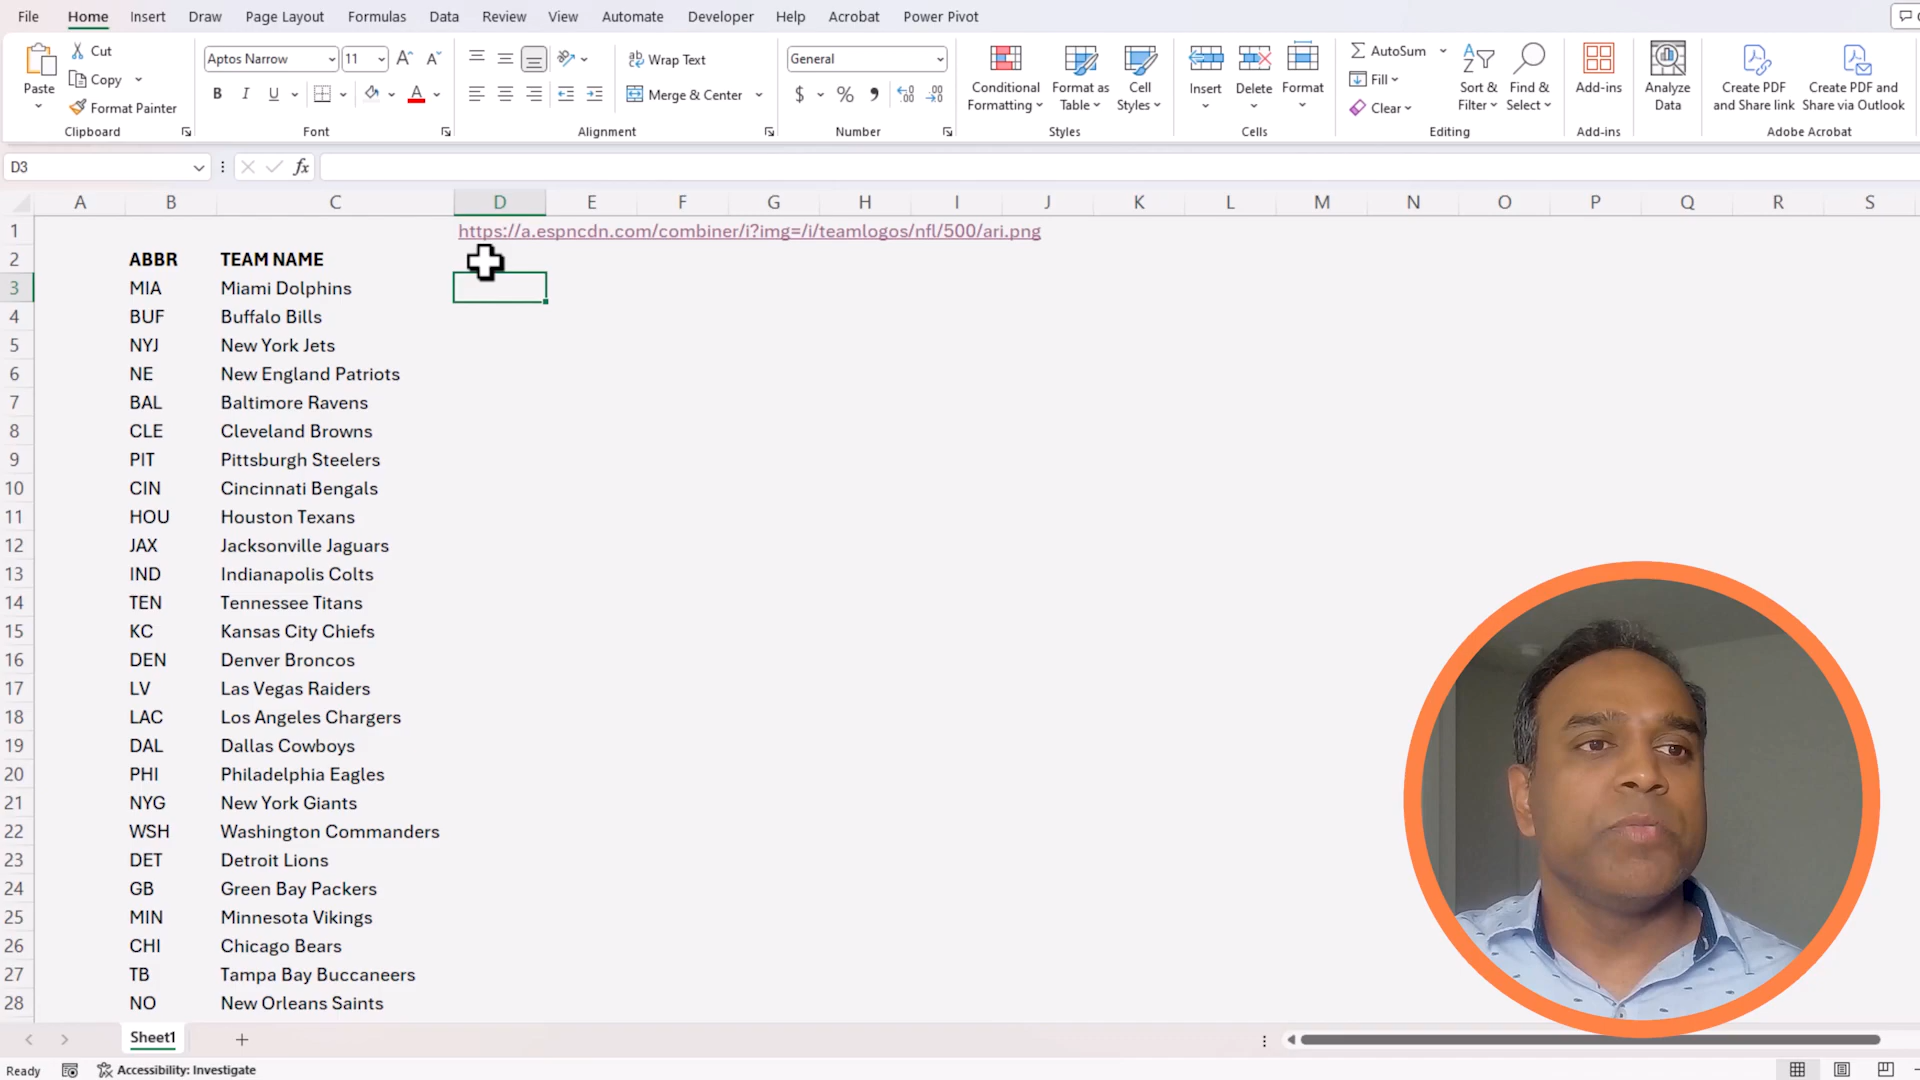 File Home Insert Draw Page Layout Formulas Data Review View Automate Developer Help Acrobat Power Pivot
Paste
Cut
Copy
Format Painter
Clipboard
Aptos Narrow 11
B I U
Font
Wrap Text
Merge & Center
Alignment
General
$ % 9
Number
Conditional Formatting
Format as Table
Cell Styles
Styles
Insert
Delete
Format
Cells
AutoSum
Fill
Clear
Sort & Filter
Find & Select
Editing
Add-ins
Add-ins
Analyze Data
Create PDF and Share link
Create PDF and Share via Outlook
Adobe Acrobat
D3 fx
A B C D E F G H I J K L M N O P Q R S
1 https://a.espncdn.com/combiner/i?img=/i/teamlogos/nfl/500/ari.png
2 ABBR TEAM NAME
3 MIA Miami Dolphins
4 BUF Buffalo Bills
5 NYJ New York Jets
6 NE New England Patriots
7 BAL Baltimore Ravens
8 CLE Cleveland Browns
9 PIT Pittsburgh Steelers
10 CIN Cincinnati Bengals
11 HOU Houston Texans
12 JAX Jacksonville Jaguars
13 IND Indianapolis Colts
14 TEN Tennessee Titans
15 KC Kansas City Chiefs
16 DEN Denver Broncos
17 LV Las Vegas Raiders
18 LAC Los Angeles Chargers
19 DAL Dallas Cowboys
20 PHI Philadelphia Eagles
21 NYG New York Giants
22 WSH Washington Commanders
23 DET Detroit Lions
24 GB Green Bay Packers
25 MIN Minnesota Vikings
26 CHI Chicago Bears
27 TB Tampa Bay Buccaneers
28 NO New Orleans Saints
Sheet1
Ready Accessibility: Investigate